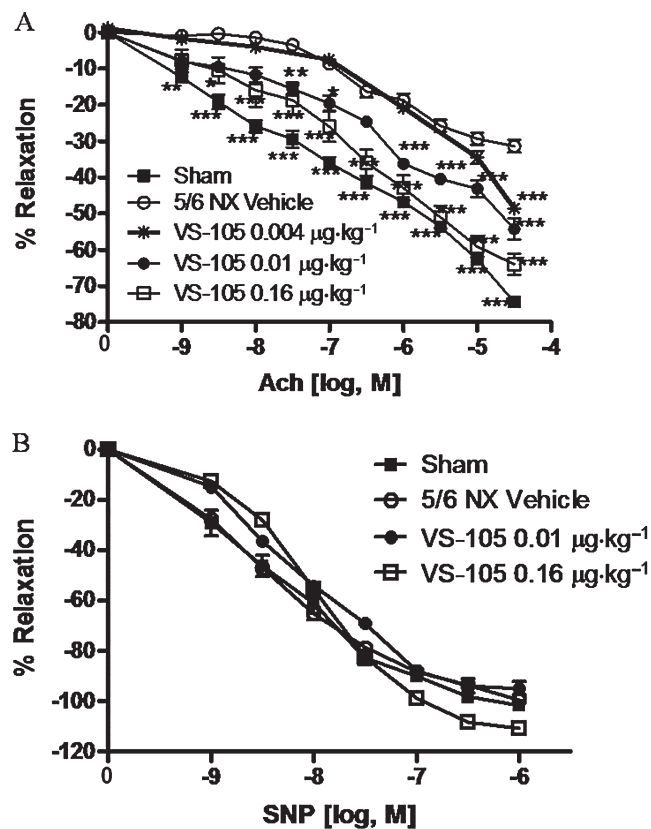 A
0
-10
-20
-30
-40
-50
-60
-70
-80
% Relaxation
** * *** *** *** ** *** *** *** * *** *** *** *** *** *** *** ** *** *** ** *** *** *** ***
Sham
5/6 NX Vehicle
VS-105 0.004 µg·kg⁻¹
VS-105 0.01 µg·kg⁻¹
VS-105 0.16 µg·kg⁻¹
0 -9 -8 -7 -6 -5 -4
Ach [log, M]
B
0
-20
-40
-60
-80
-100
-120
% Relaxation
Sham
5/6 NX Vehicle
VS-105 0.01 µg·kg⁻¹
VS-105 0.16 µg·kg⁻¹
0 -9 -8 -7 -6
SNP [log, M]